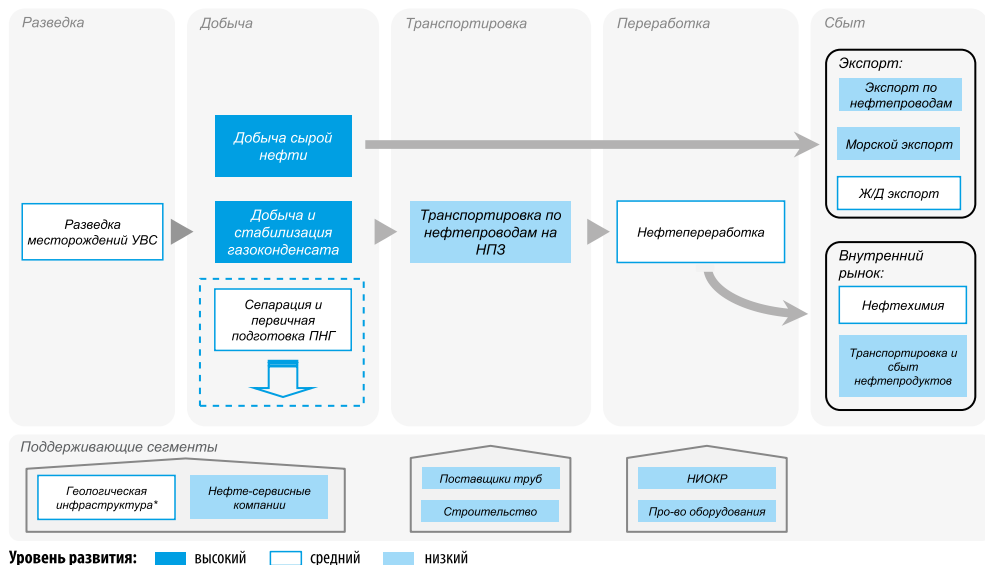 Разведка
Добыча
Транспортировка
Переработка
Сбыт
Экспорт:
Экспорт по
нефтепроводам
Морской экспорт
Ж/Д экспорт
Добыча сырой
нефти
Разведка
месторождений УВС
Добыча и
стабилизация
газоконденсата
Транспортировка по
нефтепроводам на
НПЗ
Нефтепереработка
Внутренний
рынок:
Нефтехимия
Транспортировка и
сбыт
нефтепродуктов
Сепарация и
первичная
подготовка ПНГ
Поддерживающие сегменты
Геологическая
инфраструктура*
Нефте-сервисные
компании
Поставщики труб
Строительство
НИОКР
Про-во оборудования
Уровень развития: высокий средний низкий